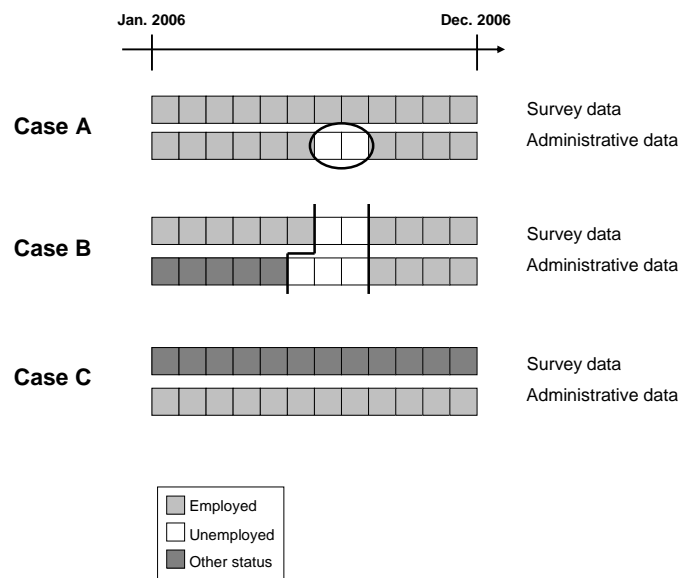 Jan. 2006
Dec. 2006
Case A
Survey data
Administrative data
Case B
Survey data
Administrative data
Case C
Survey data
Administrative data
Employed
Unemployed
Other status